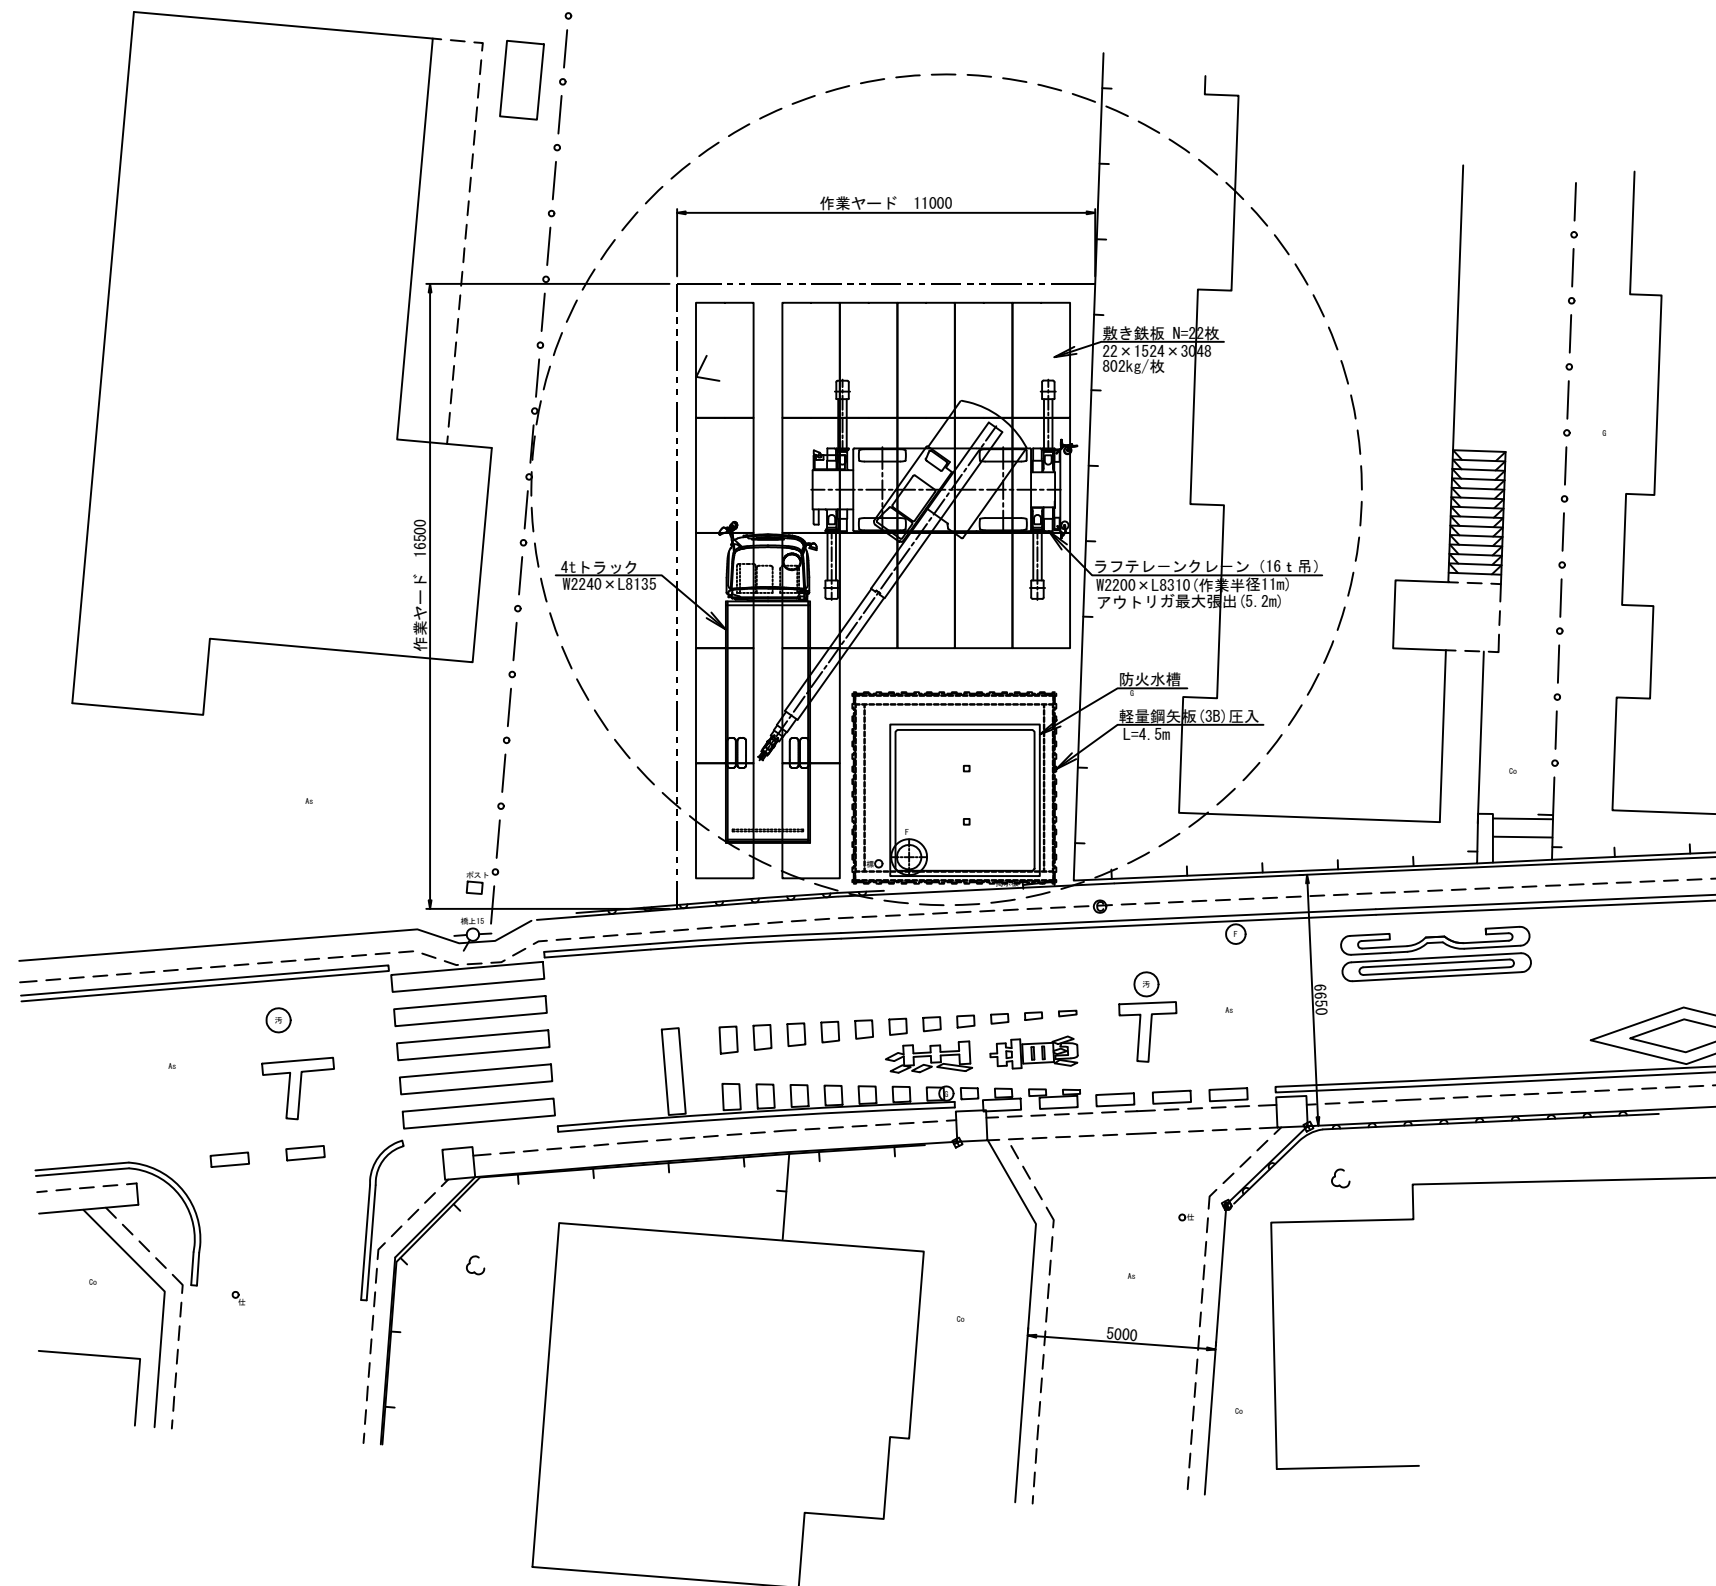 作業ヤード 11000
敷き鉄板 N=22枚
22×1524×3048
802kg/枚
作業ヤード 16500
4tトラック
W2240×L8135
ラフテレーンクレーン (16ｔ吊)
W2200×L8310(作業半径11m)
アウトリガ最大張出(5.2m)
防火水槽
G
軽量鋼矢板(3B)圧入
L=4.5m
G
Co
As
F
ポスト
橋上15
F
汚
汚
6650
As
As
G
仕
As
Co
仕
Co
5000
Co